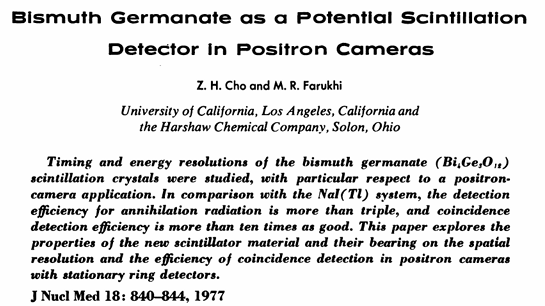 Bismuth Germanate as a Potential Scintillation
Detector in Positron Cameras
Z. H. Cho and M. R. Farukhi
University of California, Los Angeles, California and
the Harshaw Chemical Company, Solon, Ohio
Timing and energy resolutions of the bismuth germanate (Bi₄Ge₃O₁₂)
scintillation crystals were studied, with particular respect to a positron-
camera application. In comparison with the NaI(Tl) system, the detection
efficiency for annihilation radiation is more than triple, and coincidence
detection efficiency is more than ten times as good. This paper explores the
properties of the new scintillator material and their bearing on the spatial
resolution and the efficiency of coincidence detection in positron cameras
with stationary ring detectors.
J Nucl Med 18: 840–844, 1977